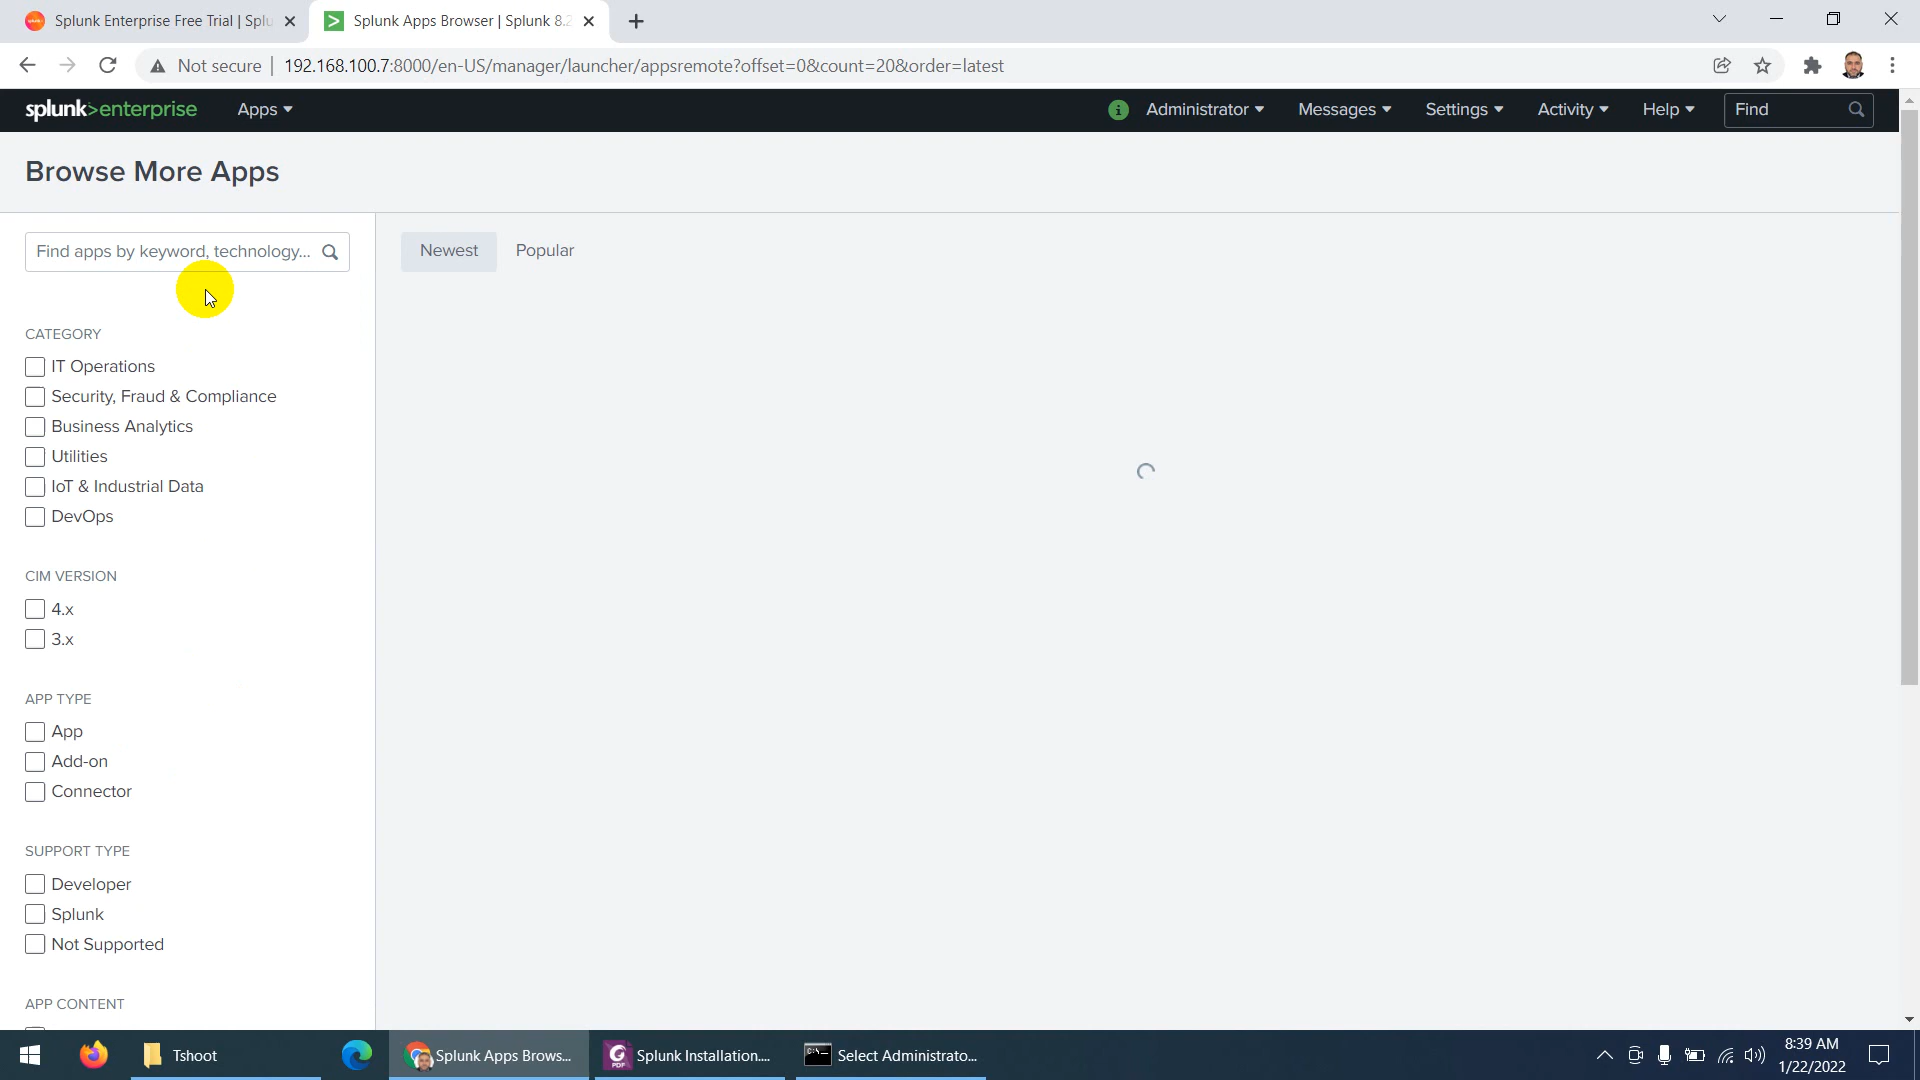 Splunk Enterprise Free Trial | Splu
Splunk Apps Browser | Splunk 8.2
Not secure
192.168.100.7:8000/en-US/manager/launcher/appsremote?offset=0&count=20&order=latest
splunk>enterprise
Apps
i
Administrator
Messages
Settings
Activity
Help
Find
Browse More Apps
Find apps by keyword, technology...
Newest
Popular
CATEGORY
IT Operations
Security, Fraud & Compliance
Business Analytics
Utilities
IoT & Industrial Data
DevOps
CIM VERSION
4.x
3.x
APP TYPE
App
Add-on
Connector
SUPPORT TYPE
Developer
Splunk
Not Supported
APP CONTENT
Tshoot
Splunk Apps Brows...
Splunk Installation....
Select Administrato...
8:39 AM
1/22/2022